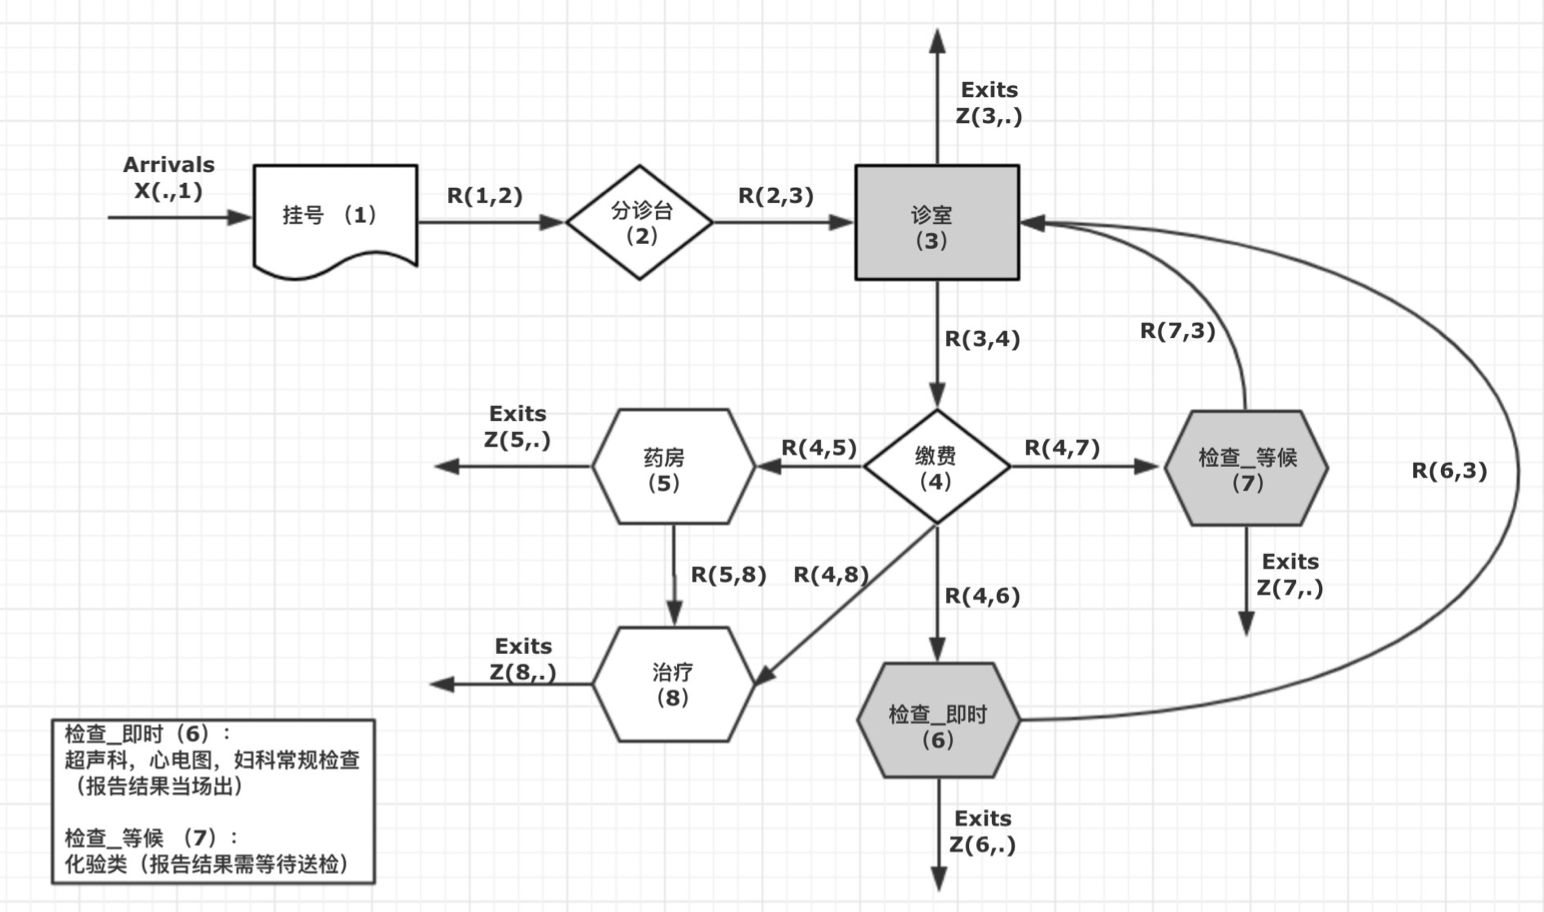 Exits
Z(3,.)
Arrivals
X(.,1)
挂号 （1）
R(1,2)
分诊台
（2）
R(2,3)
诊室
（3）
R(3,4)
R(7,3)
Exits
Z(5,.)
药房
（5）
R(4,5)
缴费
（4）
R(4,7)
检查_等候
（7）
R(6,3)
R(5,8)
R(4,8)
R(4,6)
Exits
Z(7,.)
Exits
Z(8,.)
治疗
（8）
检查_即时
（6）
Exits
Z(6,.)
检查_即时（6）：
超声科，心电图，妇科常规检查
（报告结果当场出）
检查_等候 （7）：
化验类（报告结果需等待送检）